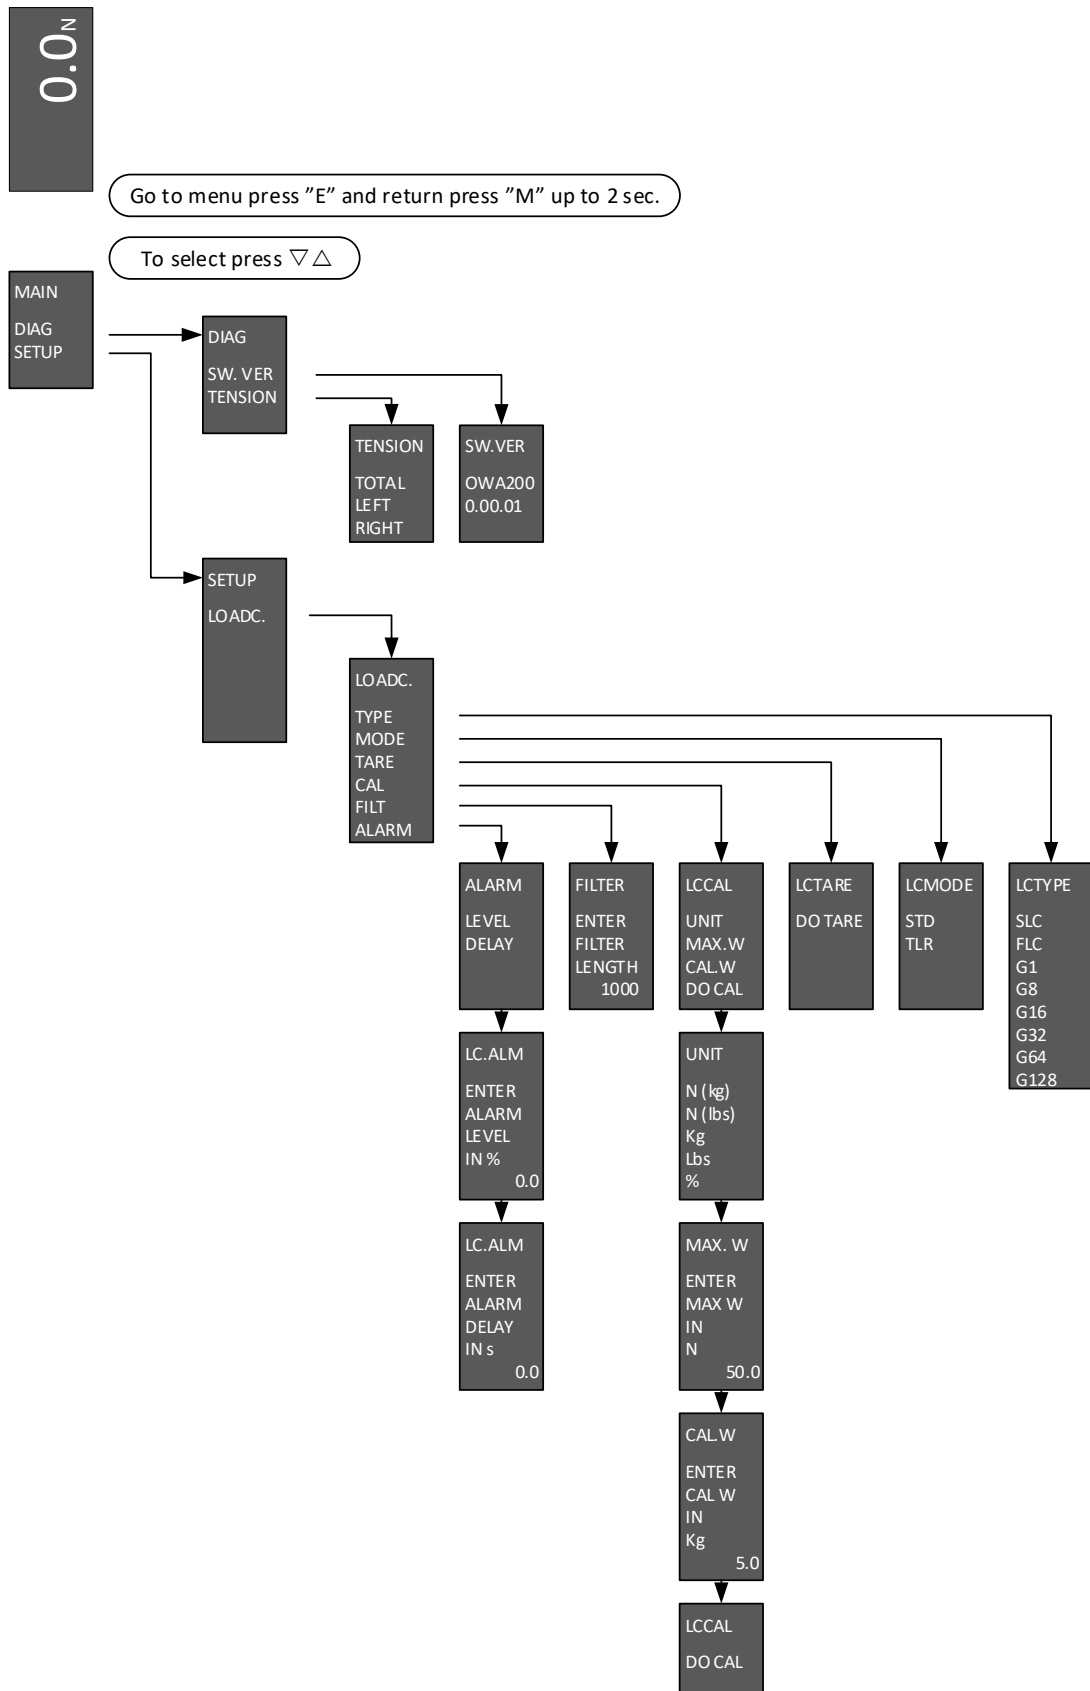 0.0N
Go to menu press ”E” and return press ”M” up to 2 sec.
To select press ▽△
MAIN
DIAG
SETUP
DIAG
SW. VER
TENSION
TENSION
TOTAL
LEFT
RIGHT
SW.VER
OWA200
0.00.01
SETUP
LOADC.
LOADC.
TYPE
MODE
TARE
CAL
FILT
ALARM
ALARM
LEVEL
DELAY
FILTER
ENTER
FILTER
LENGTH
1000
LCCAL
UNIT
MAX.W
CAL.W
DO CAL
LCTARE
DO TARE
LCMODE
STD
TLR
LCTYPE
SLC
FLC
G1
G8
G16
G32
G64
G128
LC.ALM
ENTER
ALARM
LEVEL
IN %
0.0
UNIT
N (kg)
N (lbs)
Kg
Lbs
%
LC.ALM
ENTER
ALARM
DELAY
IN s
0.0
MAX. W
ENTER
MAX W
IN
N
50.0
CAL.W
ENTER
CAL W
IN
Kg
5.0
LCCAL
DO CAL